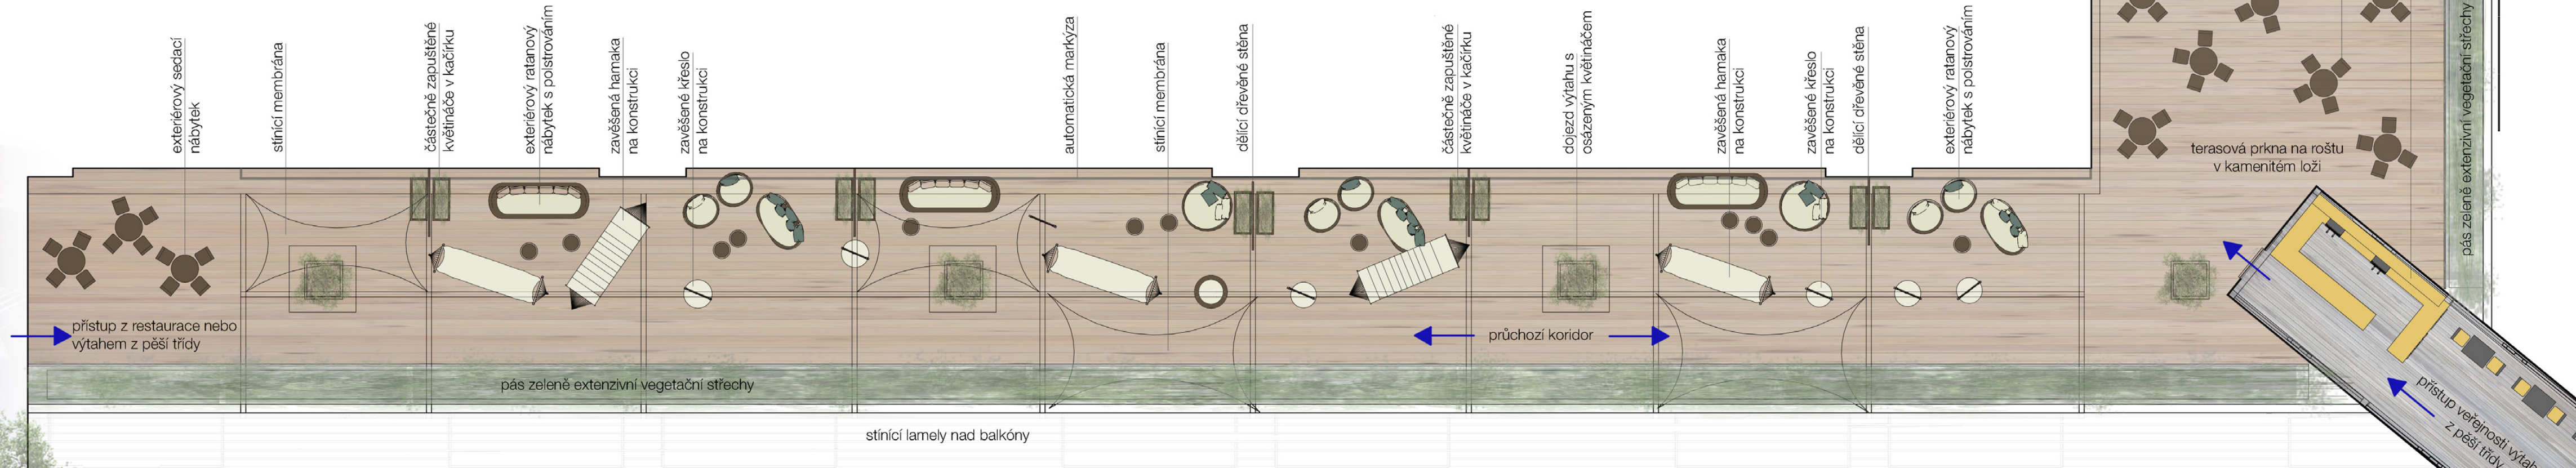 exteriérový sedací
nábytek
stínící membrána
částečně zapuštěné
květináče v kačírku
exteriérový ratanový
nábytek s polstrováním
zavěšená hamaka
na konstrukci
zavěšené křeslo
na konstrukci
automatická markýza
stínící membrána
dělící dřevěné stěna
částečně zapuštěné
květináče v kačírku
dojezd výtahu s
osázeným květináčem
zavěšená hamaka
na konstrukci
zavěšené křeslo
na konstrukci
dělící dřevěné stěna
exteriérový ratanový
nábytek s polstrováním
terasová prkna na roštu
v kamenitém loži
pás zeleně extenzivní vegetační střechy
přístup z restaurace nebo
výtahem z pěší třídy
průchozí koridor
pás zeleně extenzivní vegetační střechy
stínící lamely nad balkóny
přístup veřejnosti
z pěší třídy